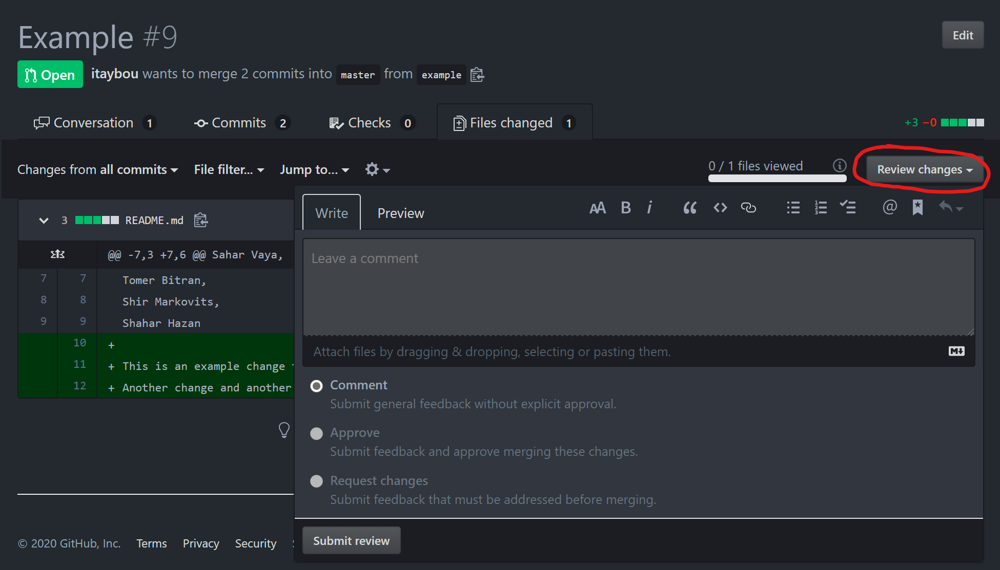 Example #9
Edit
Open
itaybou wants to merge 2 commits into master from example
Conversation 1
Commits 2
Checks 0
Files changed 1
+3 −0
Changes from all commits
File filter...
Jump to...
0 / 1 files viewed
Review changes
3 README.md
@@ -7,3 +7,6 @@ Sahar Vaya,
7 7 Tomer Bitran,
8 8 Shir Markovits,
9 9 Shahar Hazan
10 +
11 + This is an example change
12 + Another change and another
Write
Preview
AA B i
Leave a comment
Attach files by dragging & dropping, selecting or pasting them.
Comment
Submit general feedback without explicit approval.
Approve
Submit feedback and approve merging these changes.
Request changes
Submit feedback that must be addressed before merging.
Submit review
© 2020 GitHub, Inc. Terms Privacy Security